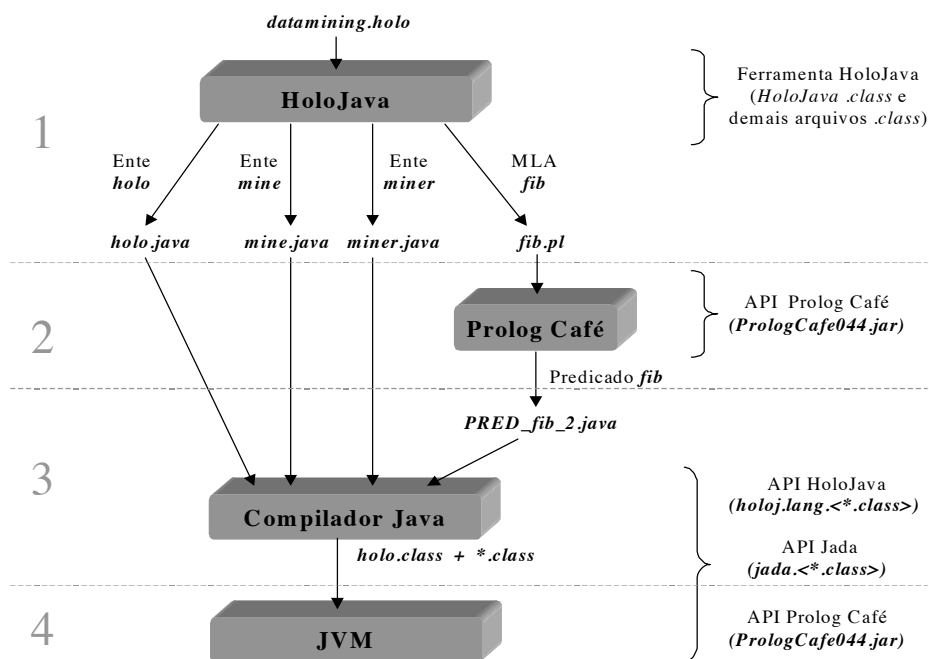 datamining.holo
HoloJava
Ferramenta HoloJava
(HoloJava .class e
demais arquivos .class)
1
Ente
holo
Ente
mine
Ente
miner
MLA
fib
holo.java
mine.java
miner.java
fib.pl
2
Prolog Café
API Prolog Café
(PrologCafe044.jar)
Predicado fib
PRED_fib_2.java
3
Compilador Java
API HoloJava
(holoj.lang.<*.class>)
holo.class + *.class
API Jada
(jada.<*.class>)
4
JVM
API Prolog Café
(PrologCafe044.jar)